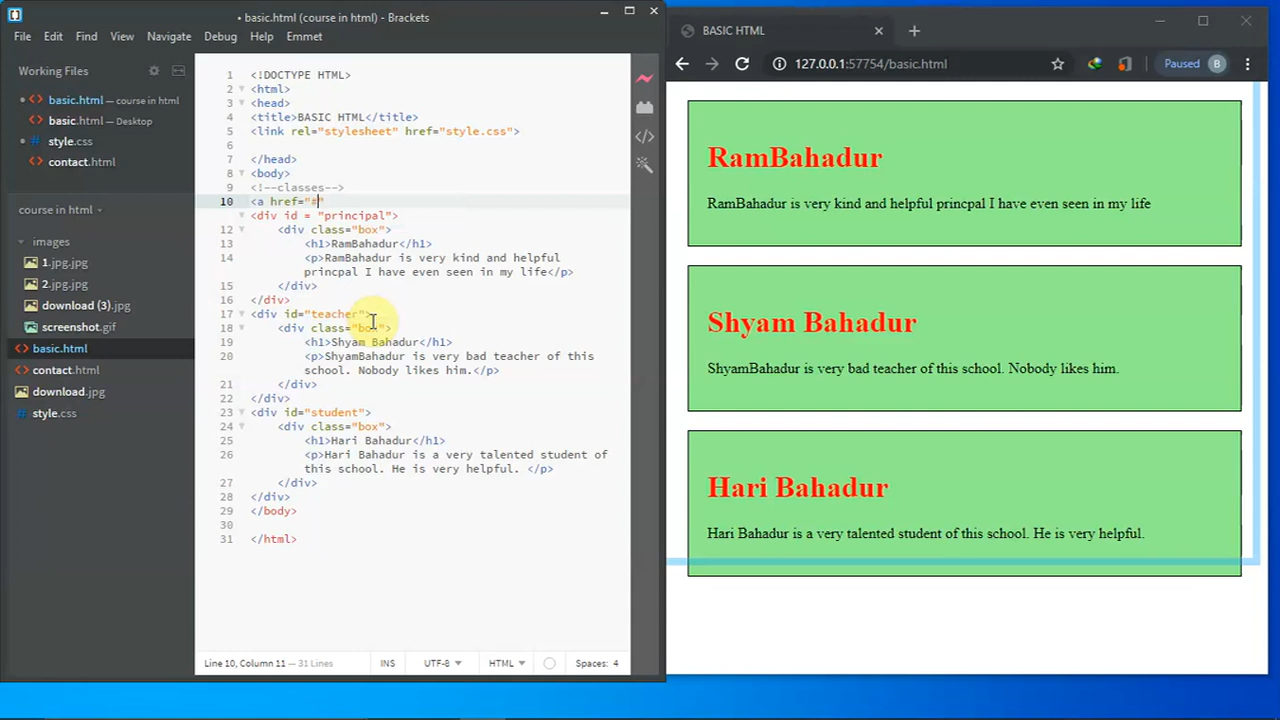 • basic.html (course in html) - Brackets
File Edit Find View Navigate Debug Help Emmet
Working Files
basic.html — course in html
basic.html — Desktop
style.css
contact.html
course in html
images
1.jpg.jpg
2.jpg.jpg
download (3).jpg
screenshot.gif
basic.html
contact.html
download.jpg
style.css
1 <!DOCTYPE HTML>
2 <html>
3 <head>
4 <title>BASIC HTML</title>
5 <link rel="stylesheet" href="style.css">
6
7 </head>
8 <body>
9 <!--classes-->
10 <a href="#"
<div id = "principal">
12 <div class="box">
13 <h1>RamBahadur</h1>
14 <p>RamBahadur is very kind and helpful
princpal I have even seen in my life</p>
15 </div>
16 </div>
17 <div id="teacher">
18 <div class="box">
19 <h1>Shyam Bahadur</h1>
20 <p>ShyamBahadur is very bad teacher of this
school. Nobody likes him.</p>
21 </div>
22 </div>
23 <div id="student">
24 <div class="box">
25 <h1>Hari Bahadur</h1>
26 <p>Hari Bahadur is a very talented student of
this school. He is very helpful. </p>
27 </div>
28 </div>
29 </body>
30
31 </html>
Line 10, Column 11 — 31 Lines INS UTF-8 HTML Spaces: 4
BASIC HTML
127.0.0.1:57754/basic.html Paused B
RamBahadur
RamBahadur is very kind and helpful princpal I have even seen in my life
Shyam Bahadur
ShyamBahadur is very bad teacher of this school. Nobody likes him.
Hari Bahadur
Hari Bahadur is a very talented student of this school. He is very helpful.